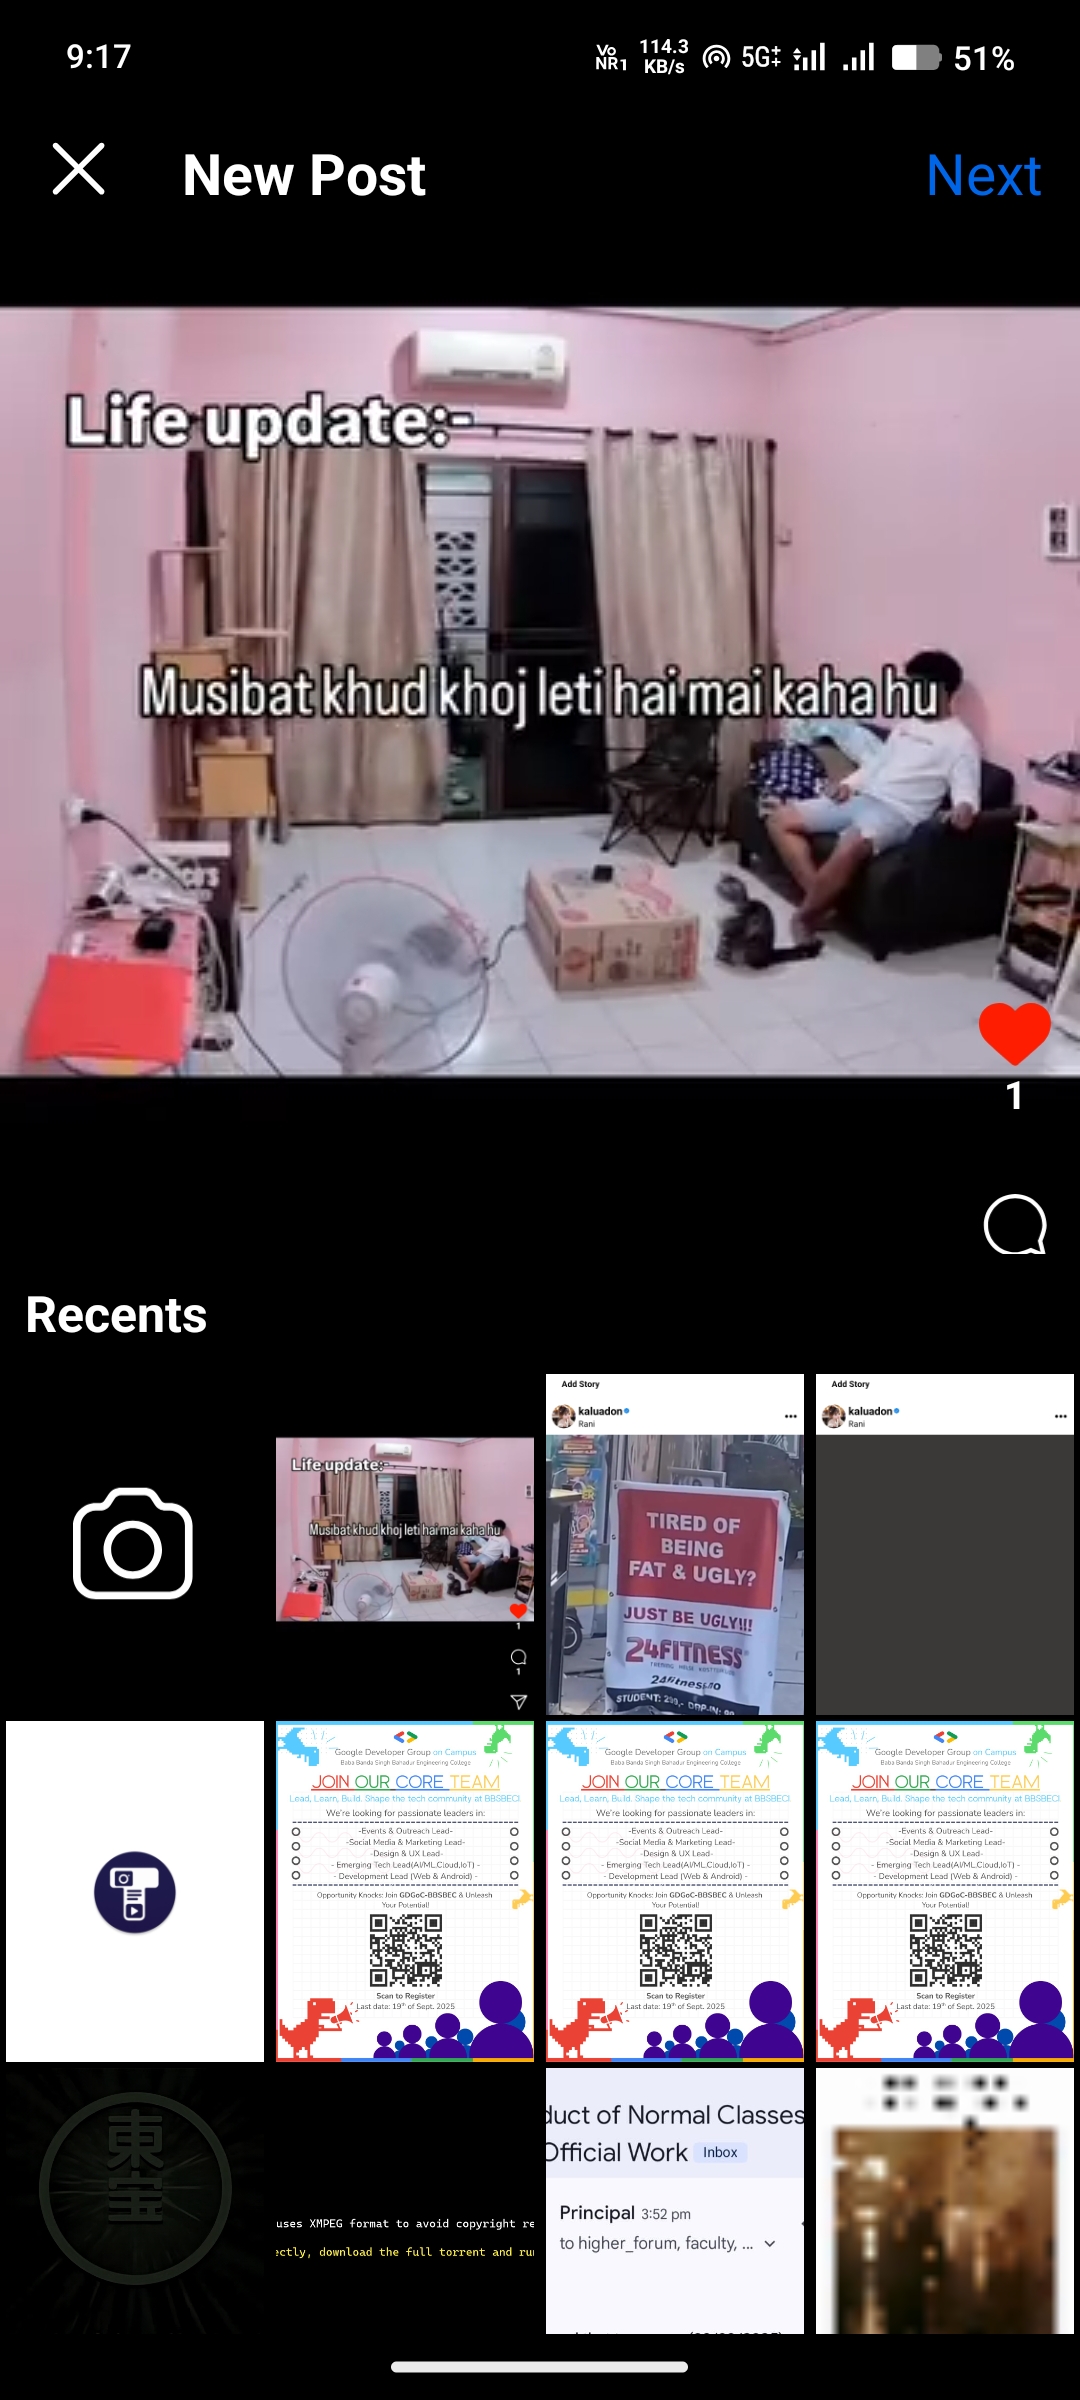 9:17
Vo
NR1
114.3
KB/s
5G
51%
New Post
Next
Life update:-
Musibat khud khoj leti hai mai kaha hu
1
Recents
Life update:-
Musibat khud khoj leti hai mai kaha hu
1
1
Add Story
kaluadon
Rani
TIRED OF
BEING
FAT & UGLY?
JUST BE UGLY!!!
24FITNESS
24fitness.no
STUDENT: 299,-
Add Story
kaluadon
Rani
Google Developer Group on Campus
Baba Banda Singh Bahadur Engineering College
JOIN OUR CORE TEAM
Lead, Learn, Build. Shape the tech community at BBSBEC!
We're looking for passionate leaders in:
-Events & Outreach Lead-
-Social Media & Marketing Lead-
-Design & UX Lead-
- Emerging Tech Lead(AI/ML,Cloud,IoT) -
- Development Lead (Web & Android) -
Opportunity Knocks: Join GDGoC-BBSBEC & Unleash
Your Potential!
Scan to Register
Last date: 19th of Sept. 2025
Google Developer Group on Campus
Baba Banda Singh Bahadur Engineering College
JOIN OUR CORE TEAM
Lead, Learn, Build. Shape the tech community at BBSBEC!
We're looking for passionate leaders in:
-Events & Outreach Lead-
-Social Media & Marketing Lead-
-Design & UX Lead-
- Emerging Tech Lead(AI/ML,Cloud,IoT) -
- Development Lead (Web & Android) -
Opportunity Knocks: Join GDGoC-BBSBEC & Unleash
Your Potential!
Scan to Register
Last date: 19th of Sept. 2025
Google Developer Group on Campus
Baba Banda Singh Bahadur Engineering College
JOIN OUR CORE TEAM
Lead, Learn, Build. Shape the tech community at BBSBEC!
We're looking for passionate leaders in:
-Events & Outreach Lead-
-Social Media & Marketing Lead-
-Design & UX Lead-
- Emerging Tech Lead(AI/ML,Cloud,IoT) -
- Development Lead (Web & Android) -
Opportunity Knocks: Join GDGoC-BBSBEC & Unleash
Your Potential!
Scan to Register
Last date: 19th of Sept. 2025
東
宝
uses XMPEG format to avoid copyright re
ectly, download the full torrent and ru
duct of Normal Classes
Official Work Inbox
Principal 3:52 pm
to higher_forum, faculty, ...